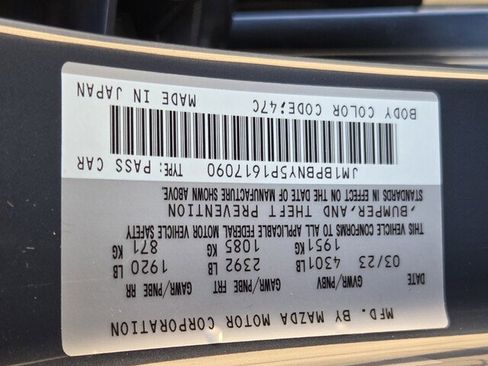 MFD. BY MAZDA MOTOR CORPORATION
DATE GVWR/PNBV GAWR/PNBE FRT GAWR/PNBE RR
03/23 4301LB 2392 LB 1920 LB
1951KG 1085 KG 871 KG
THIS VEHICLE CONFORMS TO ALL APPLICABLE FEDERAL MOTOR VEHICLE SAFETY
,BUMPER,AND THEFT PREVENTION
STANDARDS IN EFFECT ON THE DATE OF MANUFACTURE SHOWN ABOVE.
JM1BPBNY5P1617090 TYPE: PASS CAR
BODY COLOR CODE:47C MADE IN JAPAN